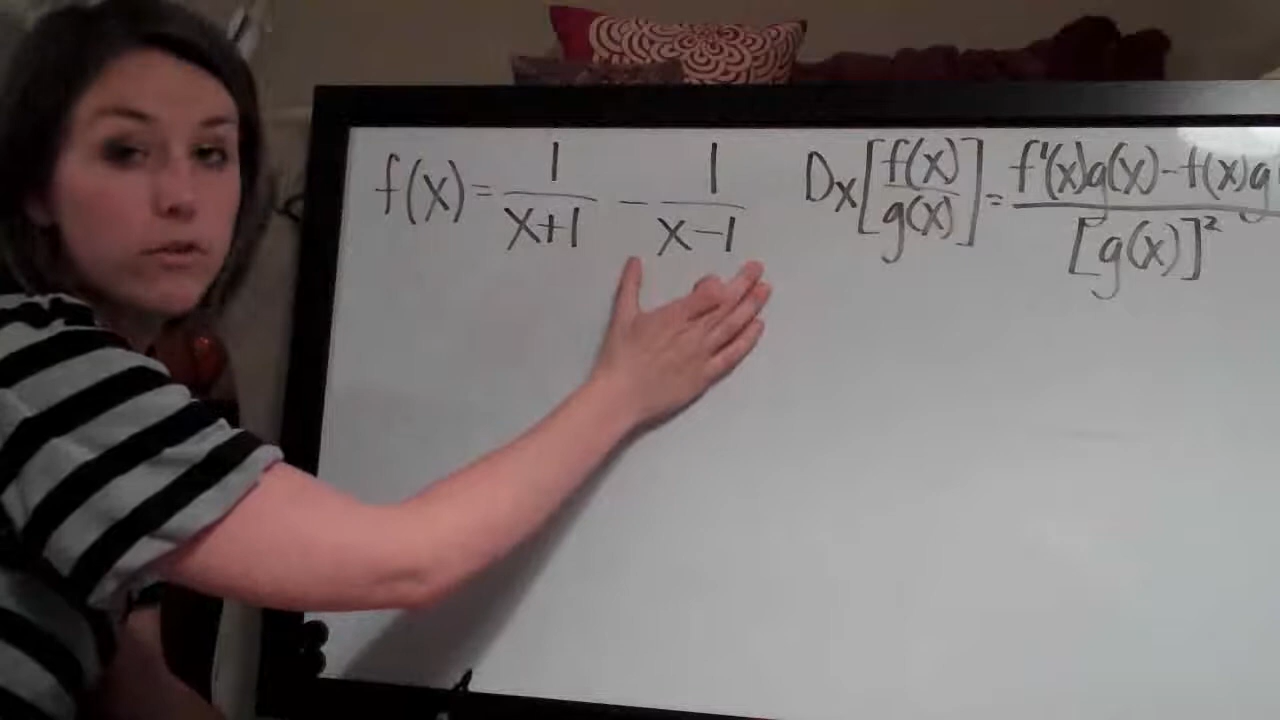 f(x) = 1/(x+1) - 1/(x-1)
Dx[f(x)/g(x)] = f'(x)g(x) - f(x)g'/[g(x)]²